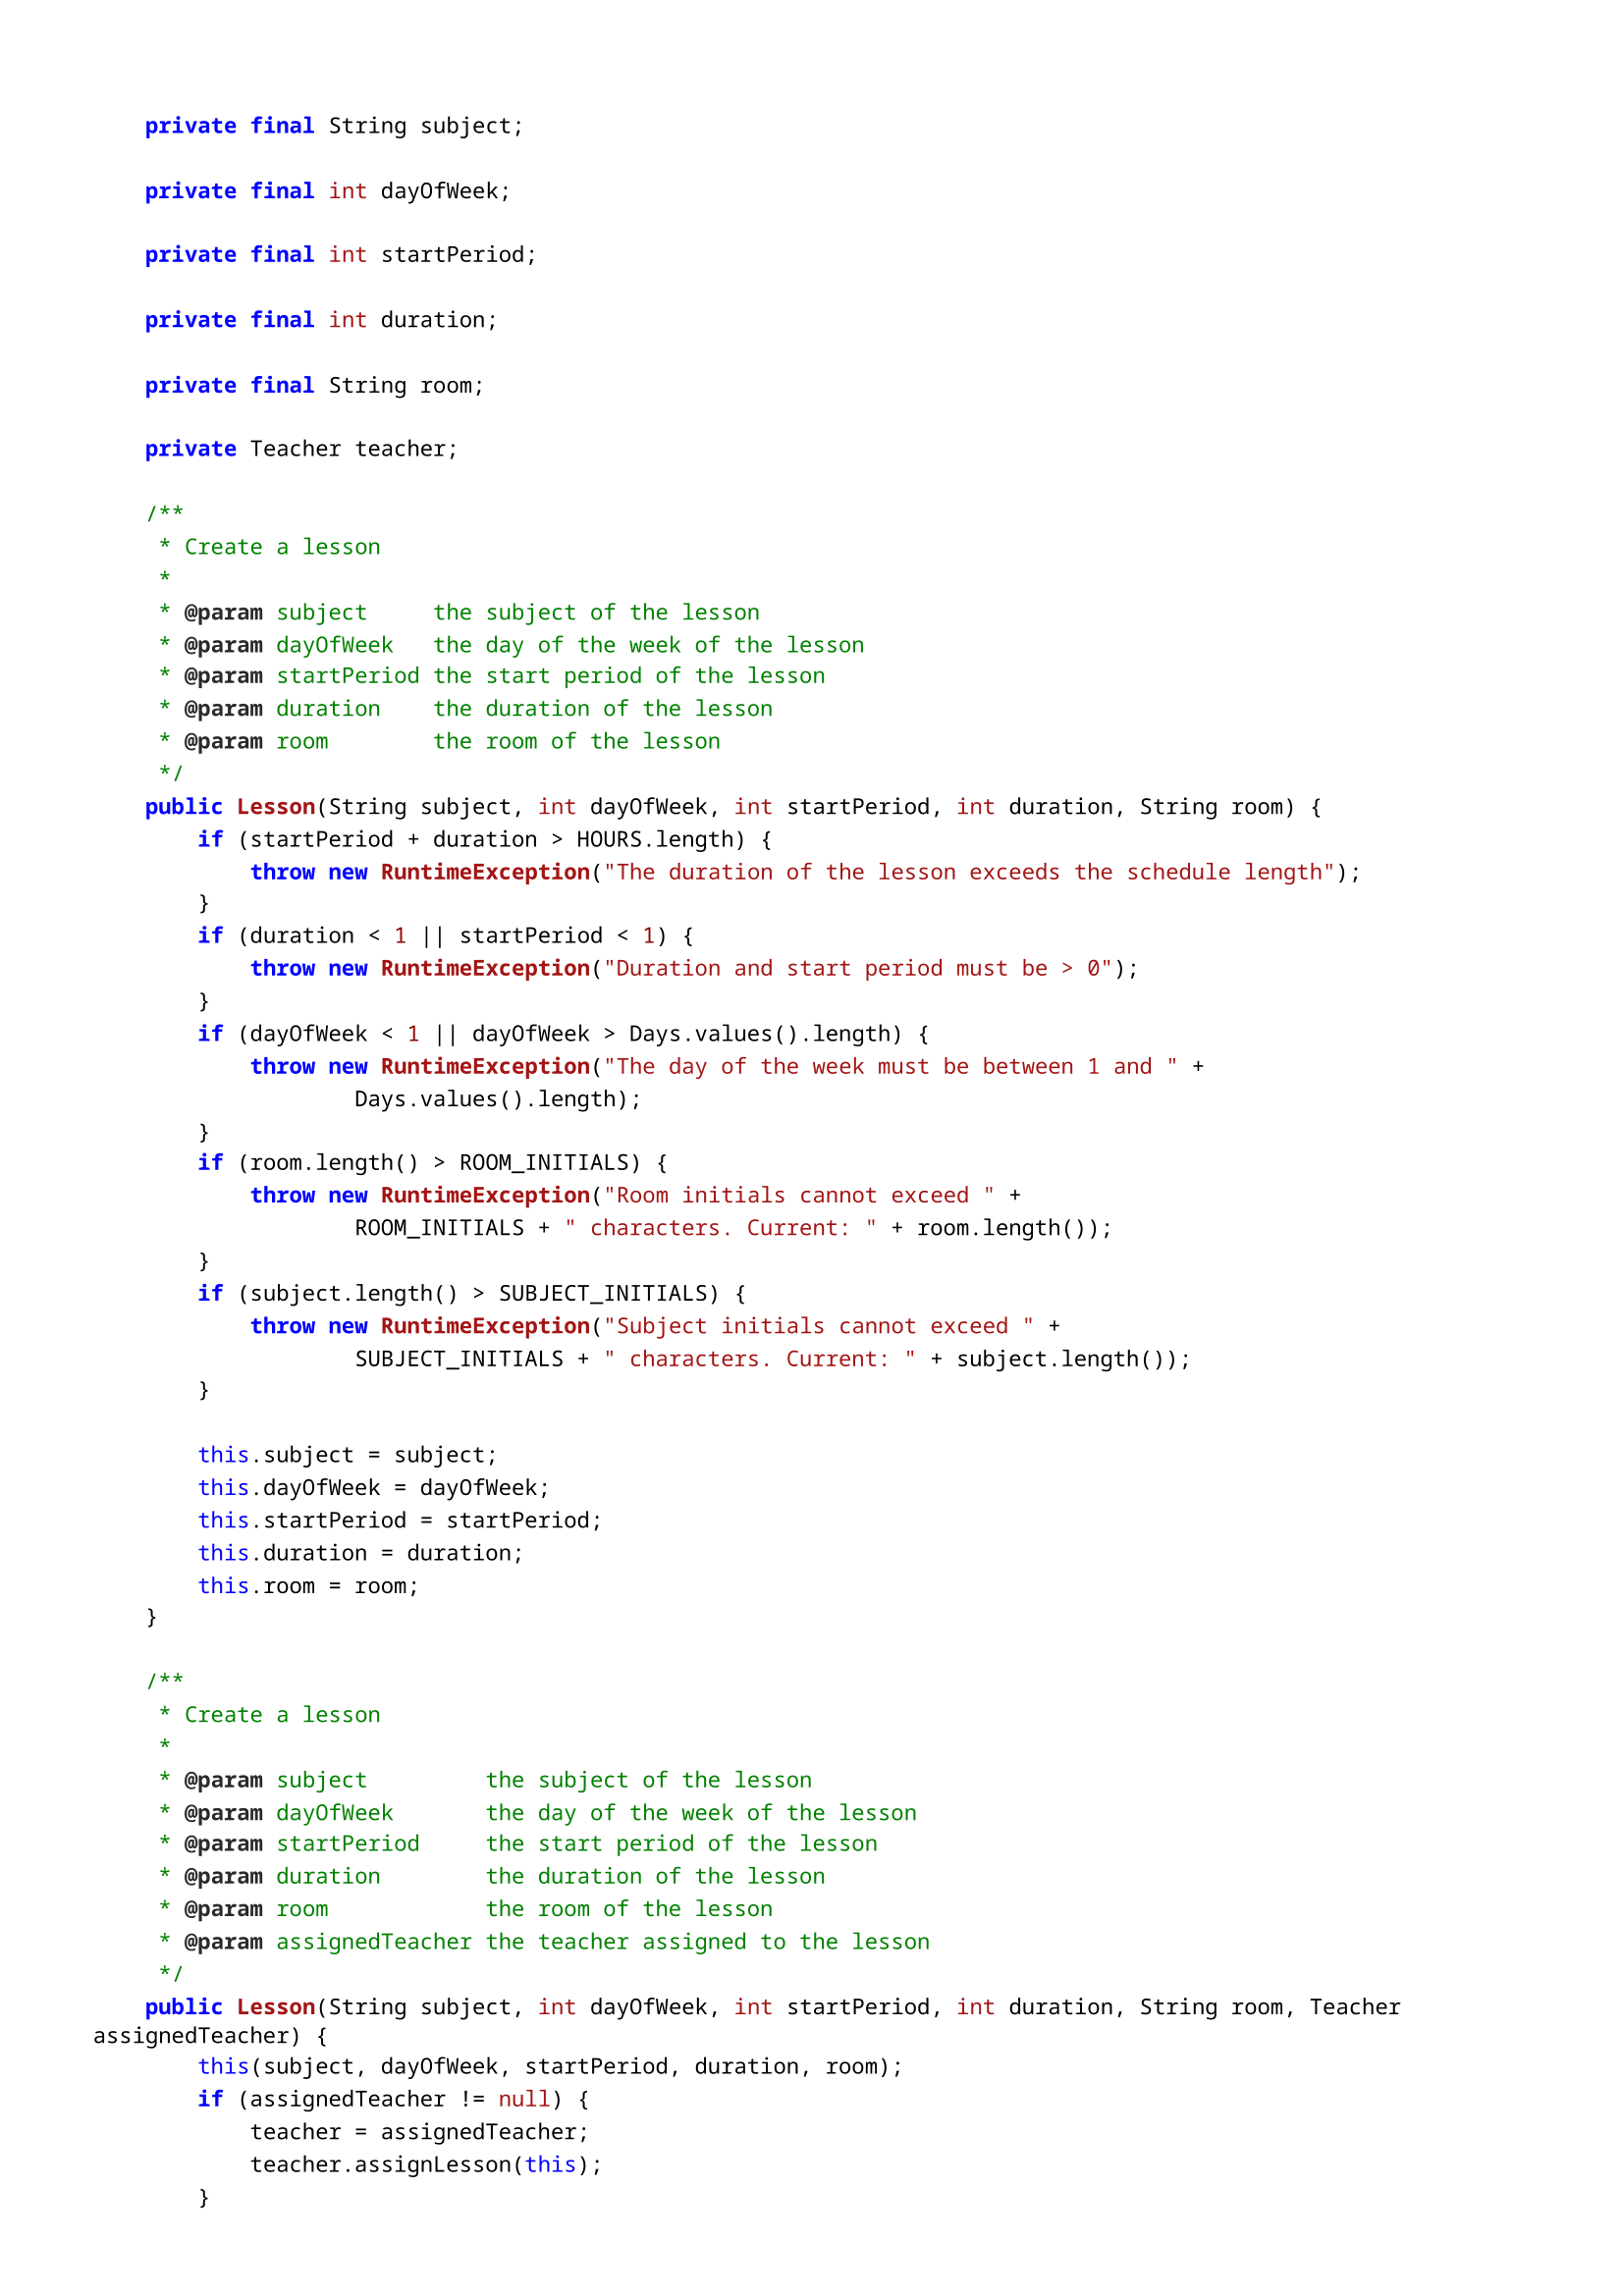 private final String subject;

    private final int dayOfWeek;

    private final int startPeriod;

    private final int duration;

    private final String room;

    private Teacher teacher;

    /**
     * Create a lesson
     *
     * @param subject     the subject of the lesson
     * @param dayOfWeek   the day of the week of the lesson
     * @param startPeriod the start period of the lesson
     * @param duration    the duration of the lesson
     * @param room        the room of the lesson
     */
    public Lesson(String subject, int dayOfWeek, int startPeriod, int duration, String room) {
        if (startPeriod + duration > HOURS.length) {
            throw new RuntimeException("The duration of the lesson exceeds the schedule length");
        }
        if (duration < 1 || startPeriod < 1) {
            throw new RuntimeException("Duration and start period must be > 0");
        }
        if (dayOfWeek < 1 || dayOfWeek > Days.values().length) {
            throw new RuntimeException("The day of the week must be between 1 and " +
                    Days.values().length);
        }
        if (room.length() > ROOM_INITIALS) {
            throw new RuntimeException("Room initials cannot exceed " +
                    ROOM_INITIALS + " characters. Current: " + room.length());
        }
        if (subject.length() > SUBJECT_INITIALS) {
            throw new RuntimeException("Subject initials cannot exceed " +
                    SUBJECT_INITIALS + " characters. Current: " + subject.length());
        }

        this.subject = subject;
        this.dayOfWeek = dayOfWeek;
        this.startPeriod = startPeriod;
        this.duration = duration;
        this.room = room;
    }

    /**
     * Create a lesson
     *
     * @param subject         the subject of the lesson
     * @param dayOfWeek       the day of the week of the lesson
     * @param startPeriod     the start period of the lesson
     * @param duration        the duration of the lesson
     * @param room            the room of the lesson
     * @param assignedTeacher the teacher assigned to the lesson
     */
    public Lesson(String subject, int dayOfWeek, int startPeriod, int duration, String room, Teacher
assignedTeacher) {
        this(subject, dayOfWeek, startPeriod, duration, room);
        if (assignedTeacher != null) {
            teacher = assignedTeacher;
            teacher.assignLesson(this);
        }